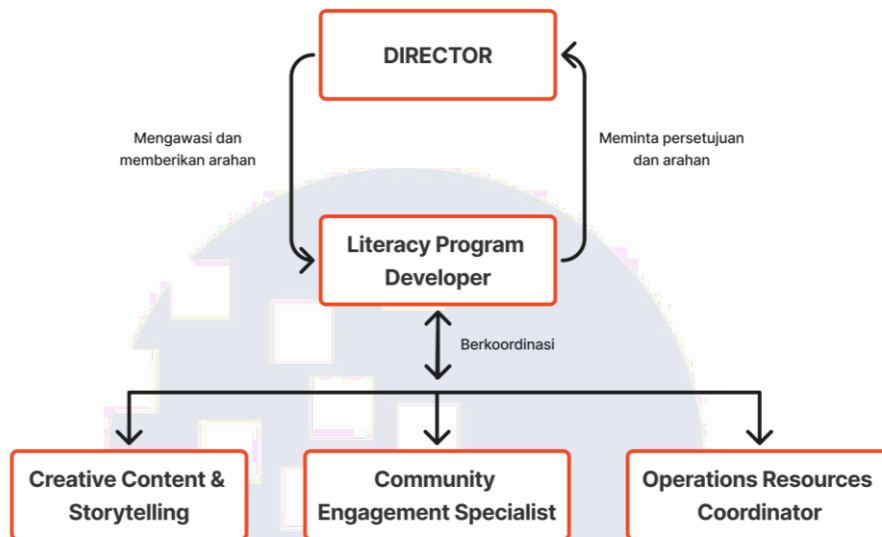 DIRECTOR
Mengawasi dan
memberikan arahan
Meminta persetujuan
dan arahan
Literacy Program
Developer
Berkoordinasi
Creative Content &
Storytelling
Community
Engagement Specialist
Operations Resources
Coordinator